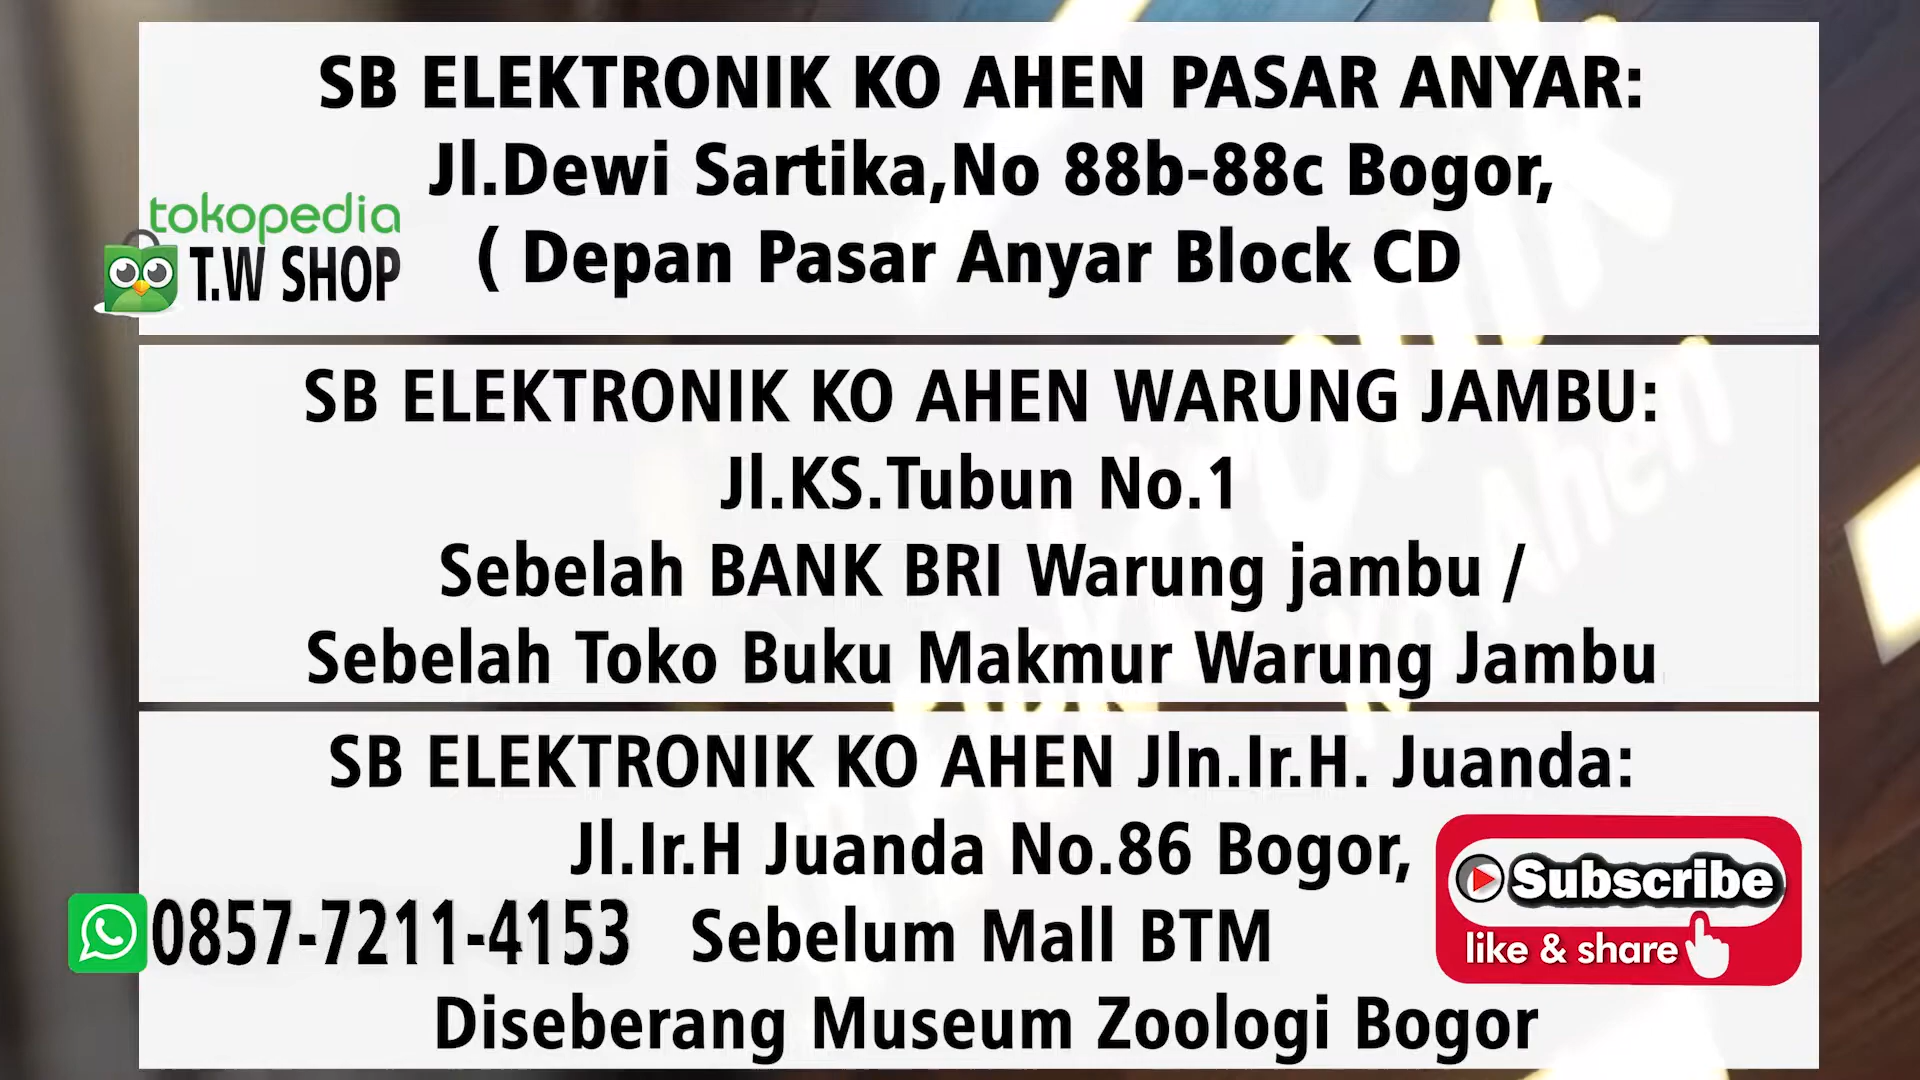 SB ELEKTRONIK KO AHEN PASAR ANYAR:
Jl.Dewi Sartika,No 88b-88c Bogor,
( Depan Pasar Anyar Block CD
tokopedia
T.W SHOP
SB ELEKTRONIK KO AHEN WARUNG JAMBU:
Jl.KS.Tubun No.1
Sebelah BANK BRI Warung jambu /
Sebelah Toko Buku Makmur Warung Jambu
SB ELEKTRONIK KO AHEN Jln.Ir.H. Juanda:
Jl.Ir.H Juanda No.86 Bogor,
Sebelum Mall BTM
Diseberang Museum Zoologi Bogor
0857-7211-4153
Subscribe
like & share